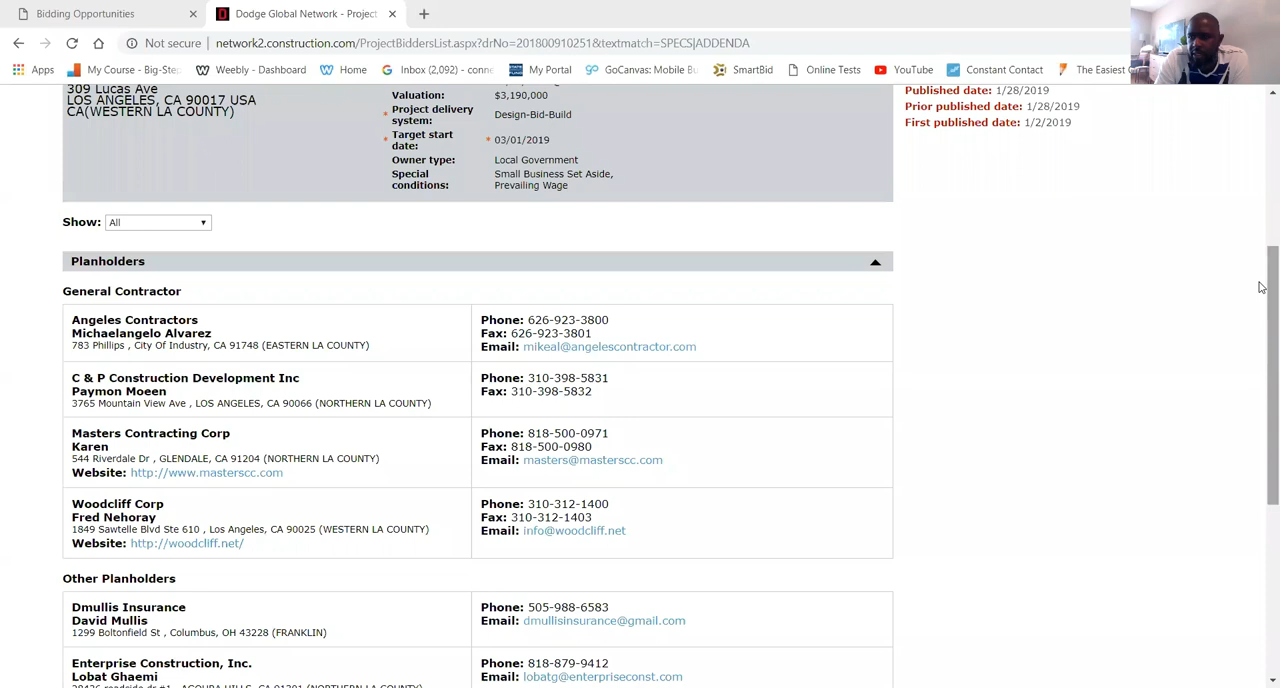 Bidding Opportunities
Dodge Global Network - Project
Not secure network2.construction.com/ProjectBiddersList.aspx?drNo=201800910251&textmatch=SPECS|ADDENDA
Apps My Course - Big-Ste Weebly - Dashboard Home Inbox (2,092) - conne My Portal GoCanvas: Mobile Bu SmartBid Online Tests YouTube Constant Contact The Easiest
309 Lucas Ave
LOS ANGELES, CA 90017 USA
CA(WESTERN LA COUNTY)
Valuation: $3,190,000
* Project delivery system: Design-Bid-Build
* Target start date: * 03/01/2019
Owner type: Local Government
Special conditions: Small Business Set Aside,
Prevailing Wage
Published date: 1/28/2019
Prior published date: 1/28/2019
First published date: 1/2/2019
Show: All
Planholders
General Contractor
Angeles Contractors
Michaelangelo Alvarez
783 Phillips , City Of Industry, CA 91748 (EASTERN LA COUNTY)
Phone: 626-923-3800
Fax: 626-923-3801
Email: mikeal@angelescontractor.com
C & P Construction Development Inc
Paymon Moeen
3765 Mountain View Ave , LOS ANGELES, CA 90066 (NORTHERN LA COUNTY)
Phone: 310-398-5831
Fax: 310-398-5832
Masters Contracting Corp
Karen
544 Riverdale Dr , GLENDALE, CA 91204 (NORTHERN LA COUNTY)
Website: http://www.masterscc.com
Phone: 818-500-0971
Fax: 818-500-0980
Email: masters@masterscc.com
Woodcliff Corp
Fred Nehoray
1849 Sawtelle Blvd Ste 610 , Los Angeles, CA 90025 (WESTERN LA COUNTY)
Website: http://woodcliff.net/
Phone: 310-312-1400
Fax: 310-312-1403
Email: info@woodcliff.net
Other Planholders
Dmullis Insurance
David Mullis
1299 Boltonfield St , Columbus, OH 43228 (FRANKLIN)
Phone: 505-988-6583
Email: dmullisinsurance@gmail.com
Enterprise Construction, Inc.
Lobat Ghaemi
Phone: 818-879-9412
Email: lobatg@enterpriseconst.com